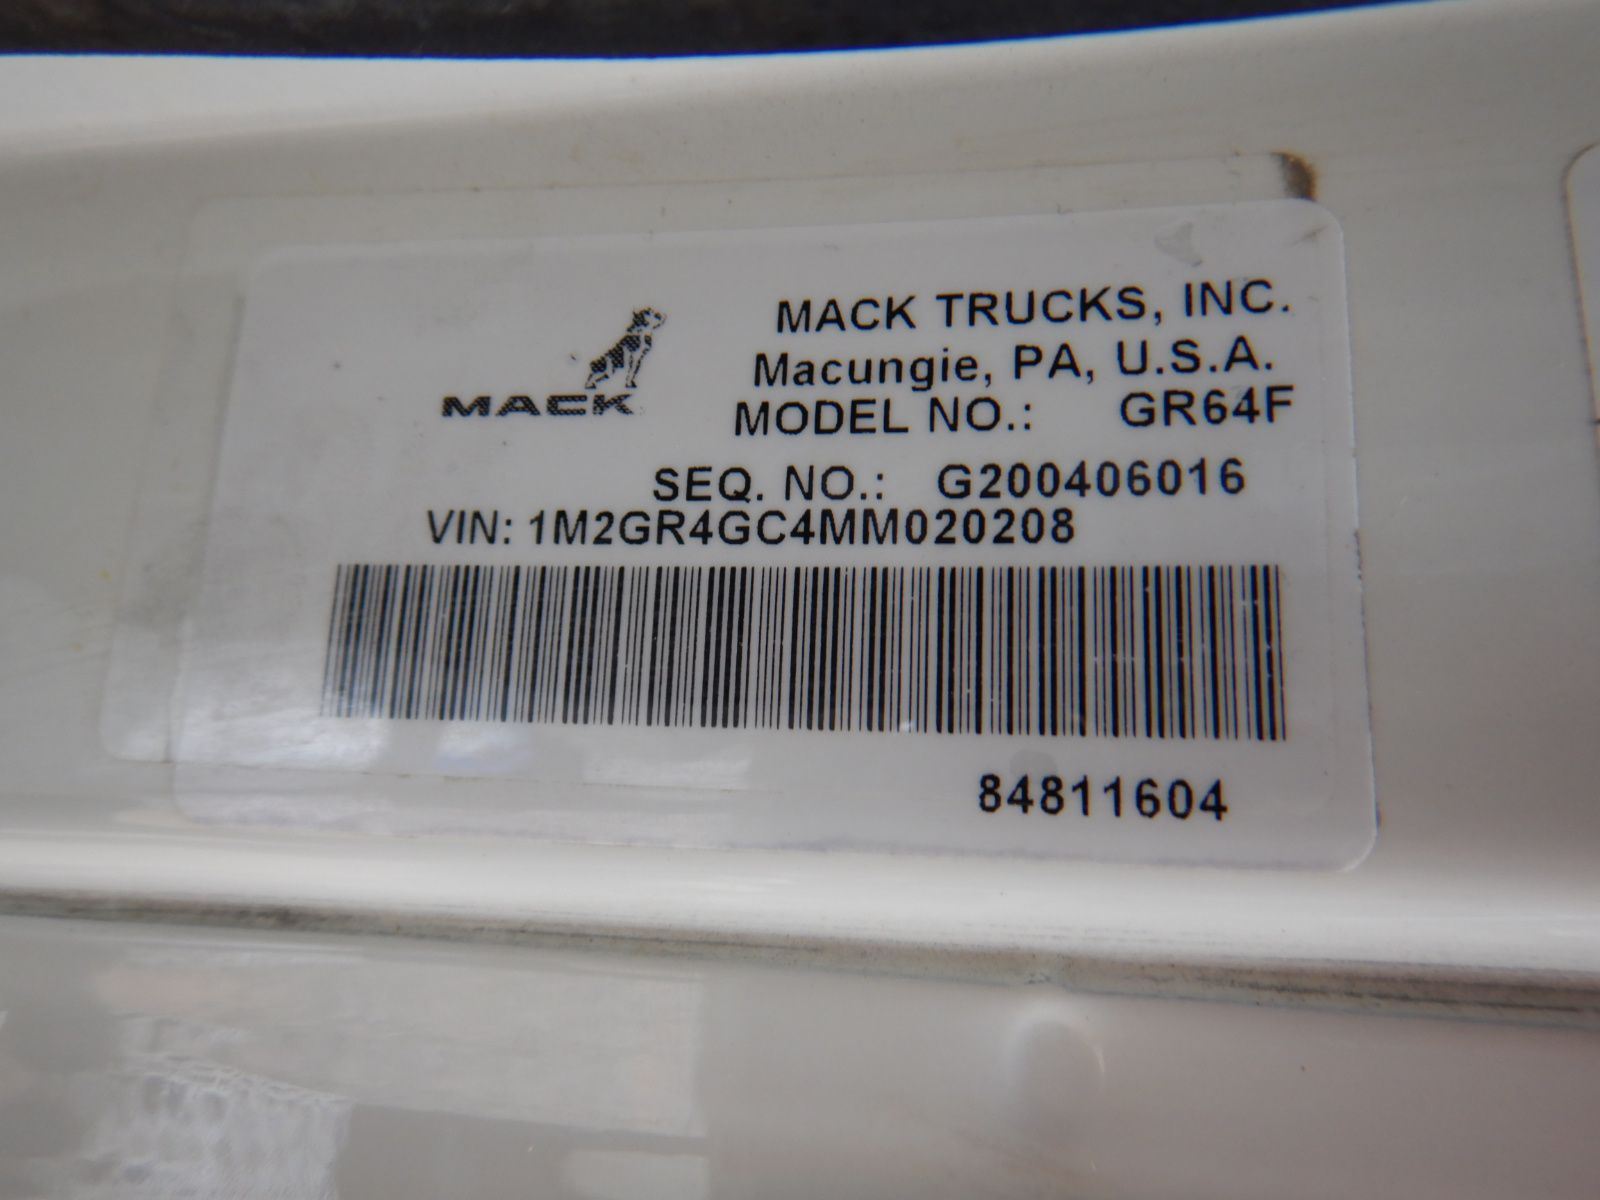 MACK
MACK TRUCKS, INC.
Macungie, PA, U.S.A.
MODEL NO.: GR64F
SEQ. NO.: G200406016
VIN: 1M2GR4GC4MM020208
84811604